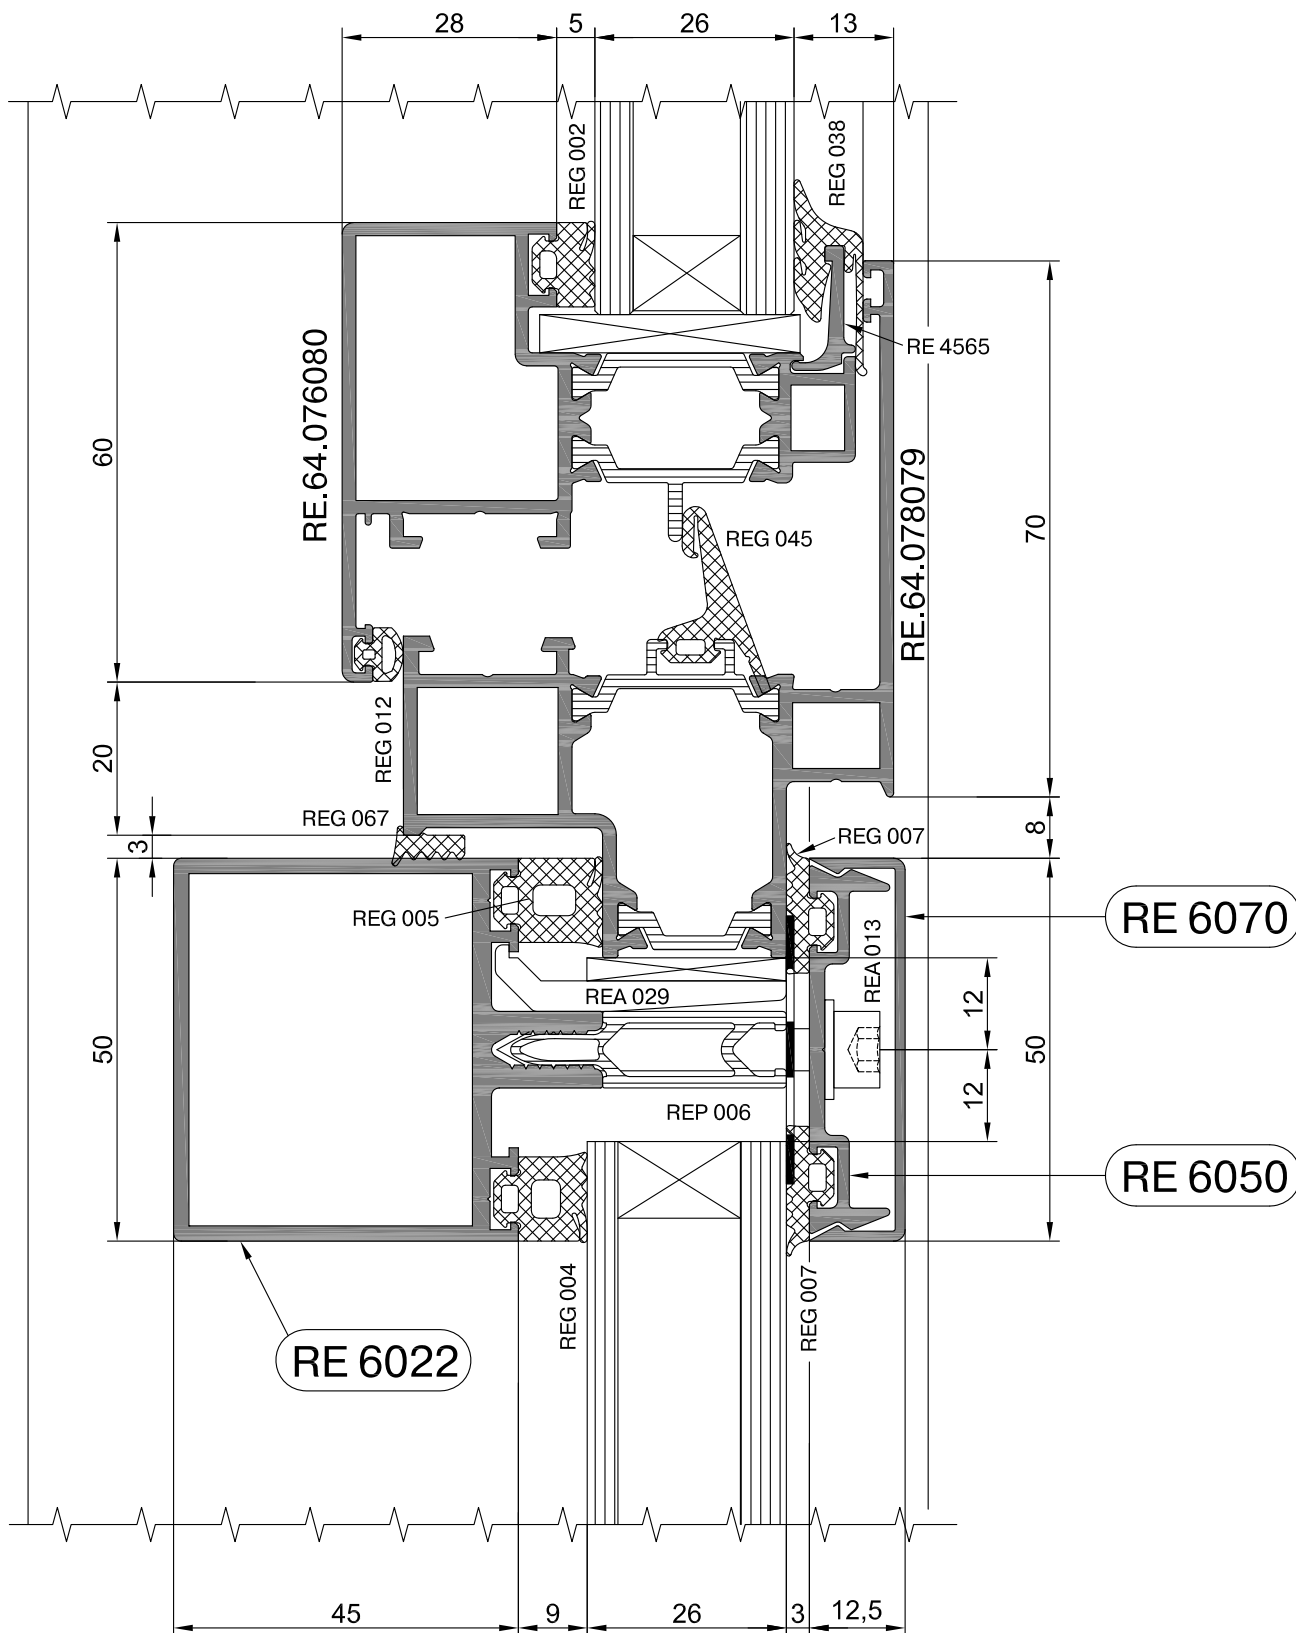 28
5
26
13
REG 002
REG 038
RE 4565
RE.64.076080
60
RE.64.078079
70
REG 045
REG 012
20
REG 067
3
8
REG 007
REG 005
RE 6070
REA 013
REA 029
12
50
50
12
REP 006
RE 6050
REG 004
REG 007
RE 6022
45
9
26
3
12,5